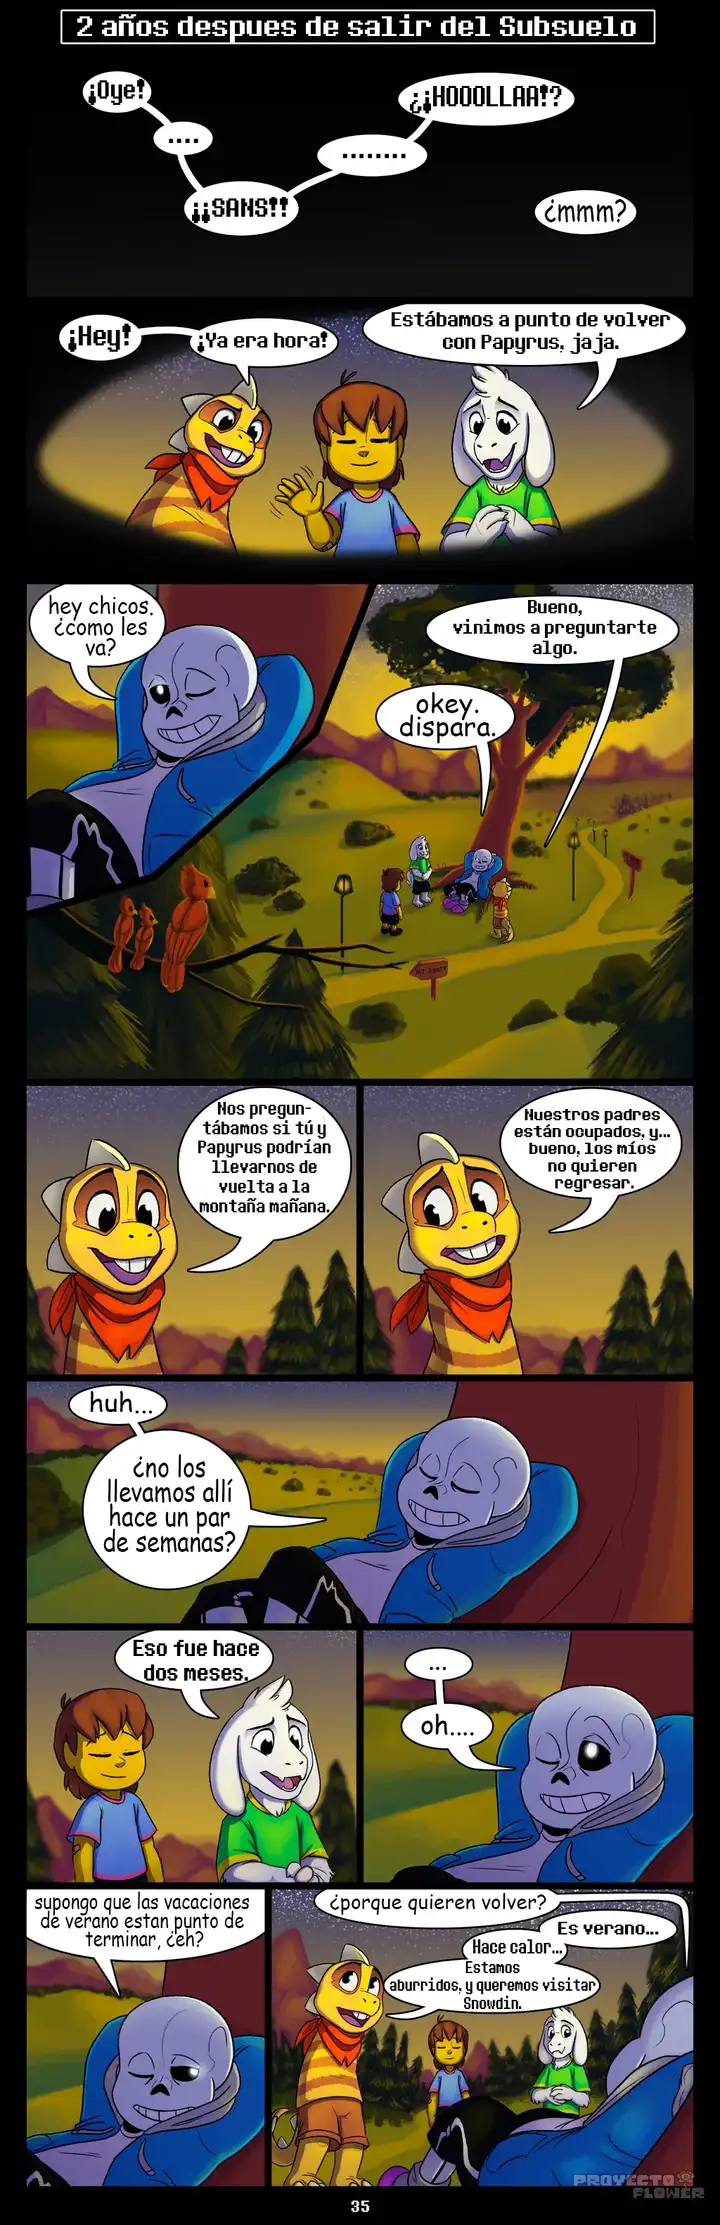 2 años despues de salir del Subsuelo
¡Oye!
....
¡¡SANS!!
........
¿¡HOOOLLAA!?
¿mmm?
¡Hey!
¡Ya era hora!
Estábamos a punto de volver
con Papyrus, jaja.
hey chicos.
¿como les
va?
Bueno,
vinimos a preguntarte
algo.
okey.
dispara.
Nos pregun-
tábamos si tú y
Papyrus podrían
llevarnos de
vuelta a la
montaña mañana.
Nuestros padres
están ocupados, y...
bueno, los míos
no quieren
regresar.
huh...
¿no los
llevamos allí
hace un par
de semanas?
Eso fue hace
dos meses.
...
oh....
supongo que las vacaciones
de verano estan punto de
terminar, ¿eh?
¿porque quieren volver?
Es verano...
Hace calor...
Estamos
aburridos, y queremos visitar
Snowdin.
PROYECTO
FLOWER
35